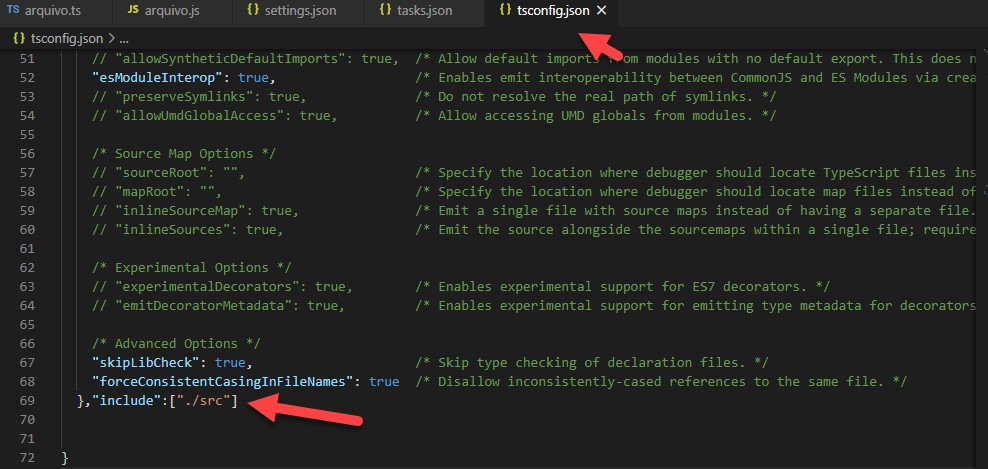 TS arquivo.ts JS arquivo.js {} settings.json {} tasks.json {} tsconfig.json ×
{} tsconfig.json > ...
51 // "allowSyntheticDefaultImports": true, /* Allow default imports from modules with no default export. This does n
52 "esModuleInterop": true, /* Enables emit interoperability between CommonJS and ES Modules via crea
53 // "preserveSymlinks": true, /* Do not resolve the real path of symlinks. */
54 // "allowUmdGlobalAccess": true, /* Allow accessing UMD globals from modules. */
55
56 /* Source Map Options */
57 // "sourceRoot": "", /* Specify the location where debugger should locate TypeScript files ins
58 // "mapRoot": "", /* Specify the location where debugger should locate map files instead of
59 // "inlineSourceMap": true, /* Emit a single file with source maps instead of having a separate file.
60 // "inlineSources": true, /* Emit the source alongside the sourcemaps within a single file; require
61
62 /* Experimental Options */
63 // "experimentalDecorators": true, /* Enables experimental support for ES7 decorators. */
64 // "emitDecoratorMetadata": true, /* Enables experimental support for emitting type metadata for decorators
65
66 /* Advanced Options */
67 "skipLibCheck": true, /* Skip type checking of declaration files. */
68 "forceConsistentCasingInFileNames": true /* Disallow inconsistently-cased references to the same file. */
69 },"include":["./src"]
70
71
72 }